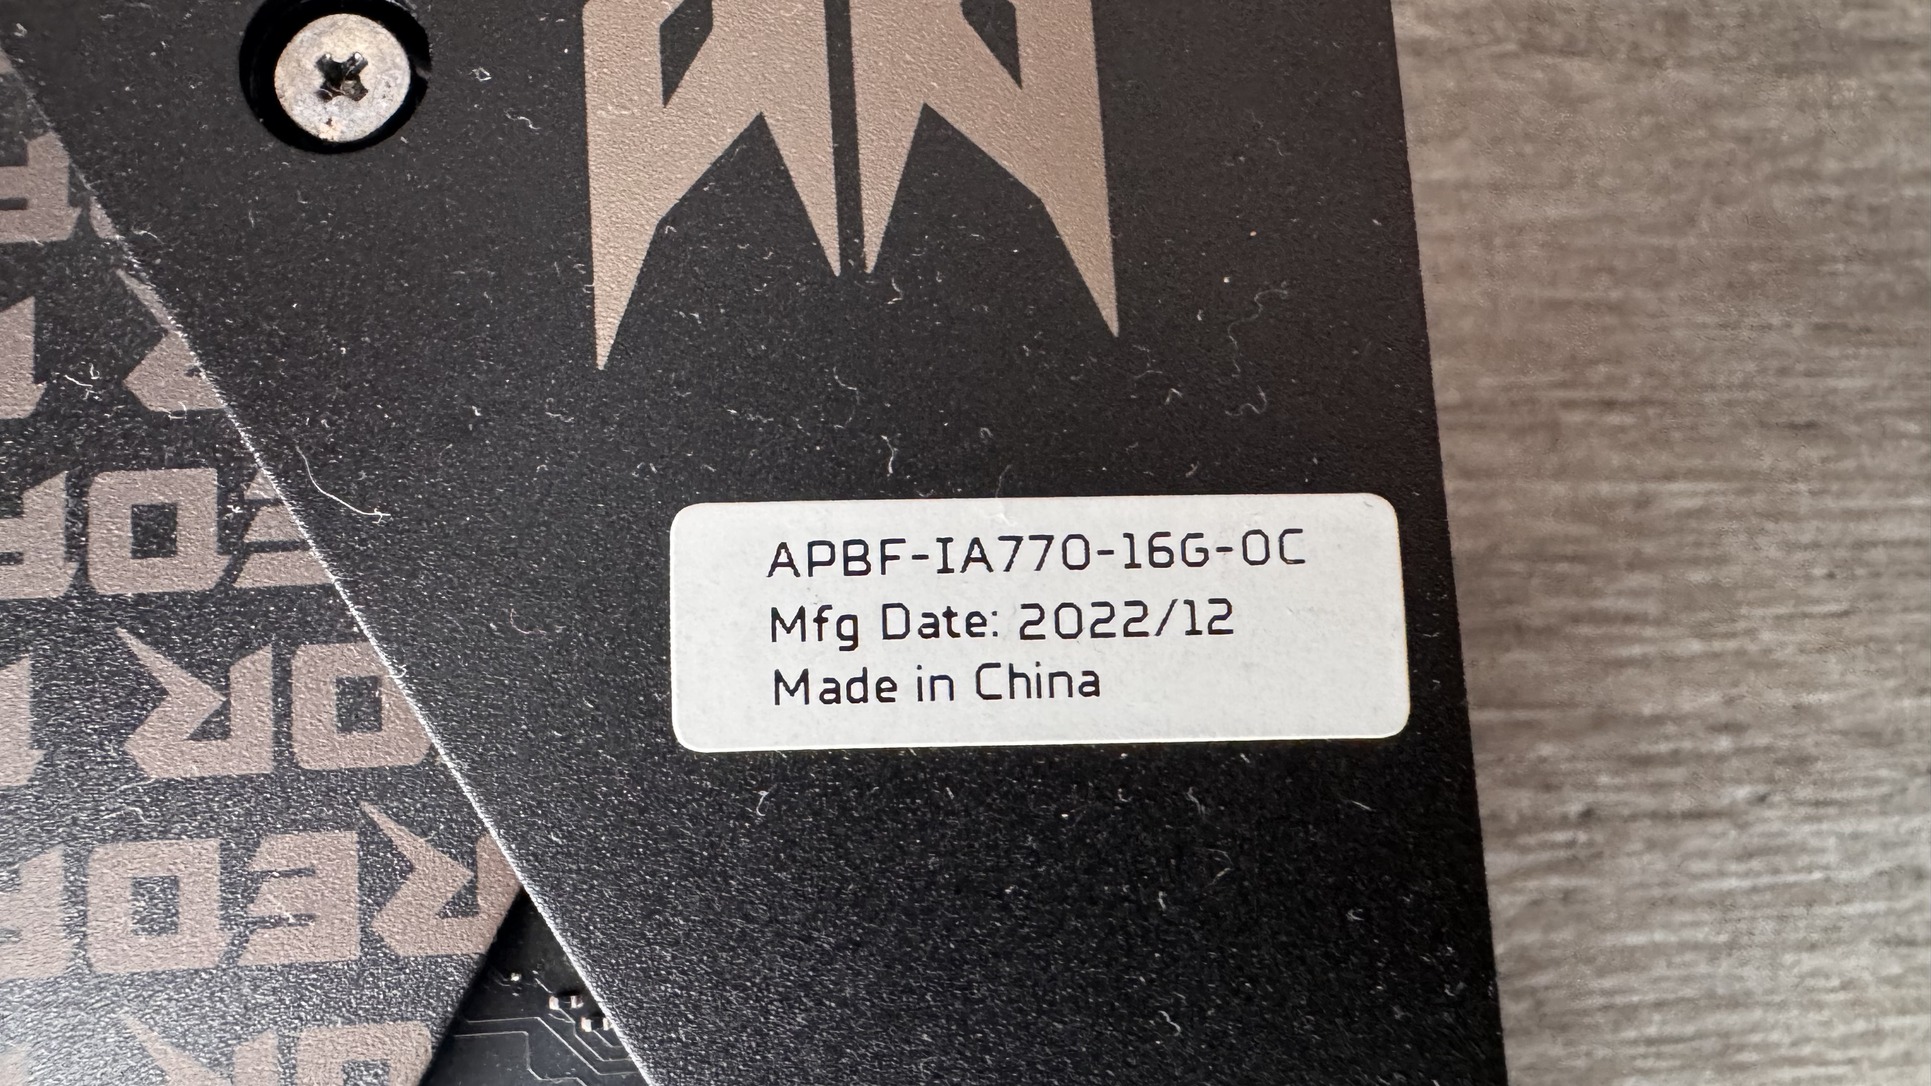 APBF-IA770-16G-OC
Mfg Date: 2022/12
Made in China